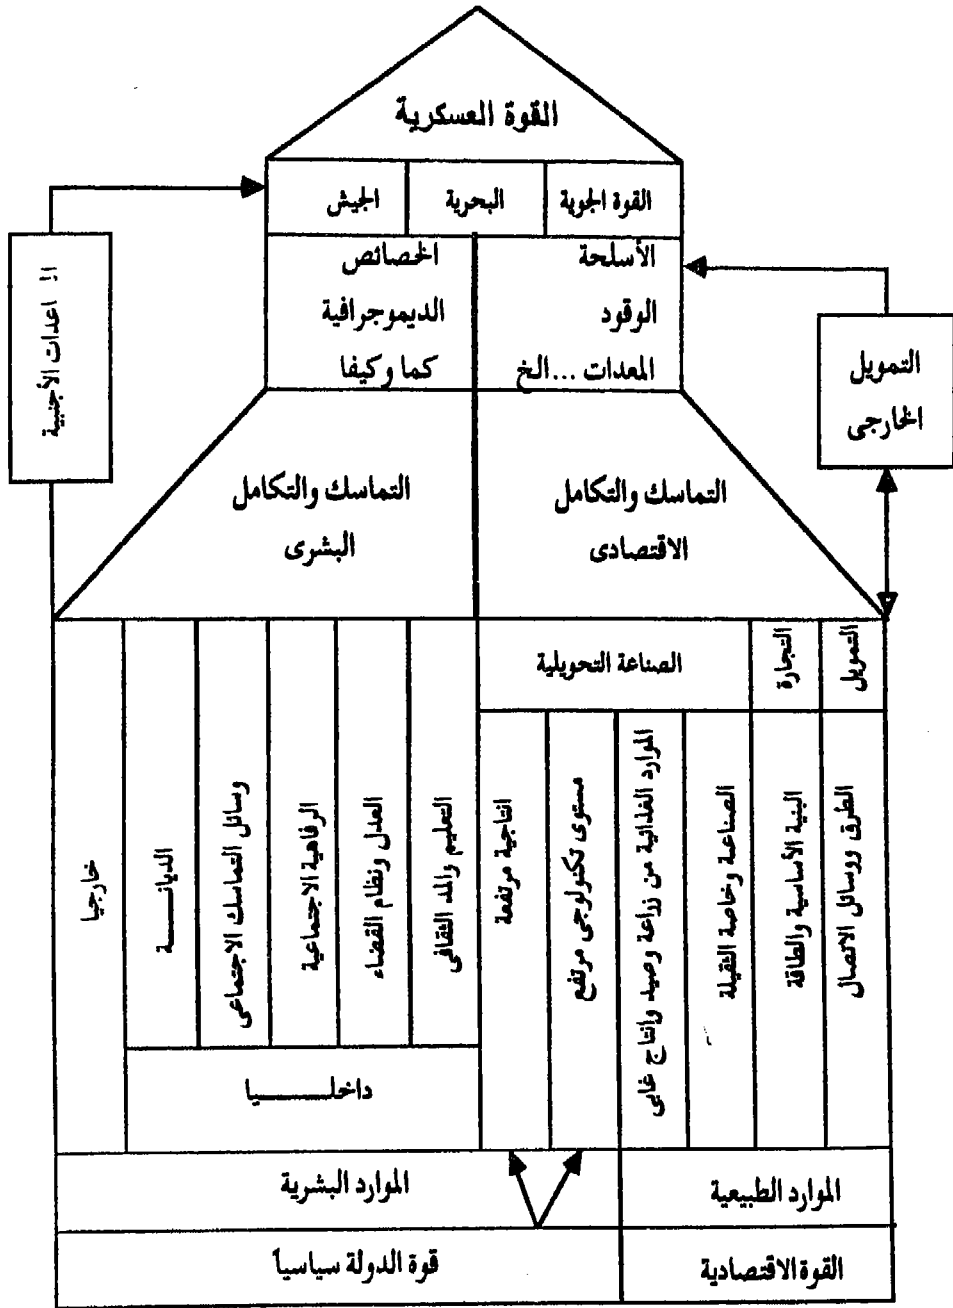 القوة العسكرية
القوة الجوية
البحرية
الجيش
الأسلحة
الوقود
المعدات ...الخ
الخصائص
الديموجرافية
كما وكيفا
الأجنبية
التمويل
الخارجى
التماسك والتكامل
الاقتصادى
التماسك والتكامل
البشرى
التمويل
التجارة
الصناعة التحويلية
الطرق ووسائل الاتصال
البنية الأساسية والطاقة
الصناعية وخاصة الثقيلة
الموارد الغذائية من زراعة وصيد وانتاج غابى
مستوى تكنولوجى مرتفع
انتاجية مرتفعة
التعليم والمد الثقافى
العدل ونظام القضاء
الرفاهية الاجتماعية
وسائل التماسك الاجتماعى
الديانـــــة
خارجيا
داخلـــــيا
الموارد الطبيعية
الموارد البشرية
القوة الاقتصادية
قوة الدولة سياسياً